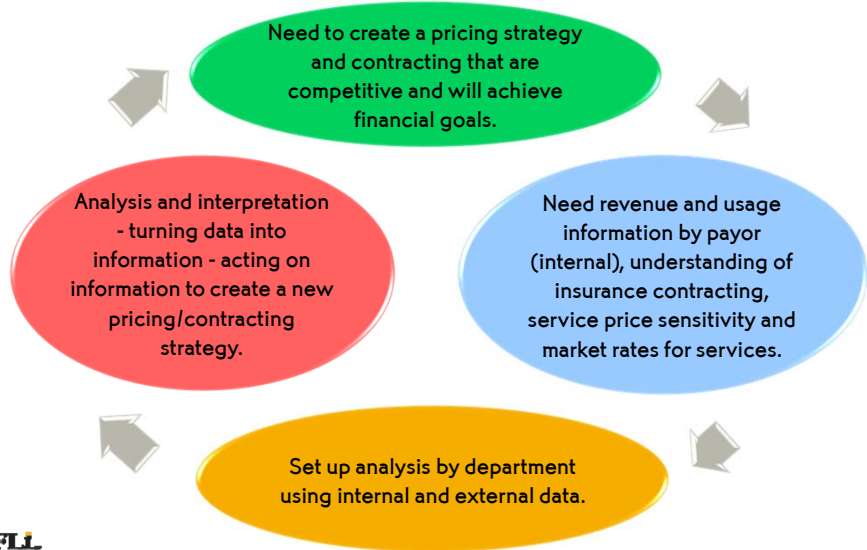 Need to create a pricing strategy
and contracting that are
competitive and will achieve
financial goals.
Need revenue and usage
information by payor
(internal), understanding of
insurance contracting,
service price sensitivity and
market rates for services.
Set up analysis by department
using internal and external data.
Analysis and interpretation
- turning data into
information - acting on
information to create a new
pricing/contracting
strategy.